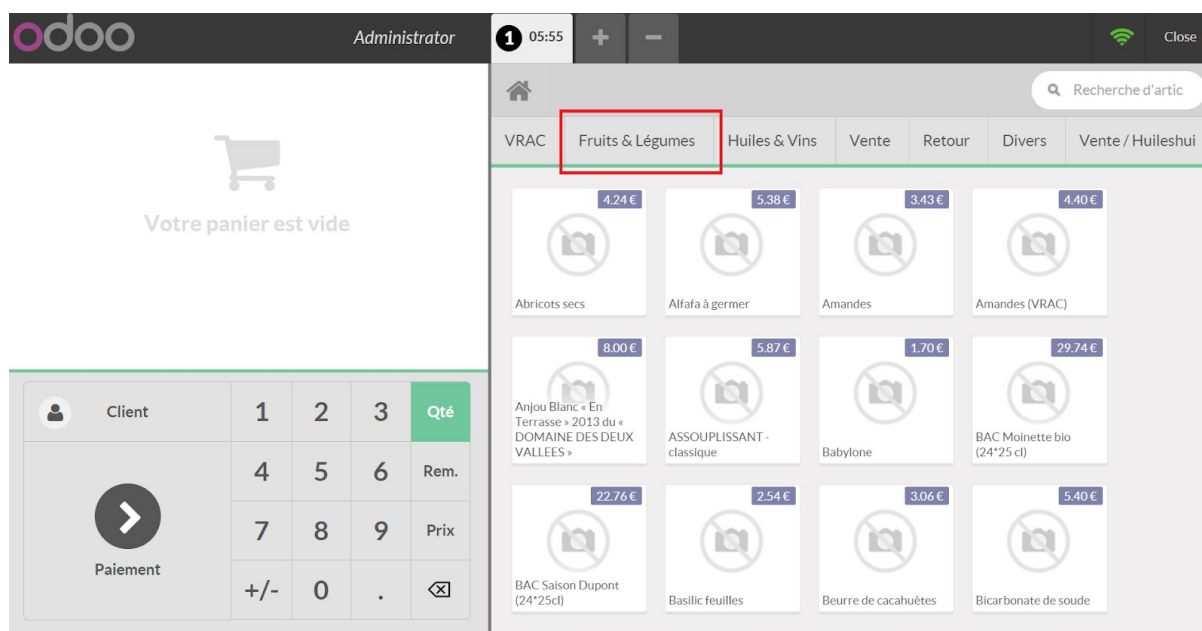 odoo
Administrator
1 05:55
+
−
Close
Recherche d'artic
VRAC
Fruits & Légumes
Huiles & Vins
Vente
Retour
Divers
Vente / Huileshui
Votre panier est vide
4.24 €
Abricots secs
5.38 €
Alfafa à germer
3.43 €
Amandes
4.40 €
Amandes (VRAC)
8.00 €
Anjou Blanc « En
Terrasse » 2013 du «
DOMAINE DES DEUX
VALLEES »
5.87 €
ASSOUPLISSANT -
classique
1.70 €
Babylone
29.74 €
BAC Moinette bio
(24*25 cl)
22.76 €
BAC Saison Dupont
(24*25cl)
2.54 €
Basilic feuilles
3.06 €
Beurre de cacahuètes
5.40 €
Bicarbonate de soude
Client
Paiement
1 2 3 Qté
4 5 6 Rem.
7 8 9 Prix
+/- 0 .